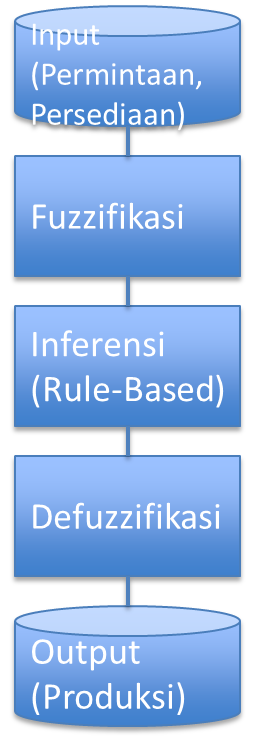 Input
(Permintaan,
Persediaan)
Fuzzifikasi
Inferensi
(Rule-Based)
Defuzzifikasi
Output
(Produksi)